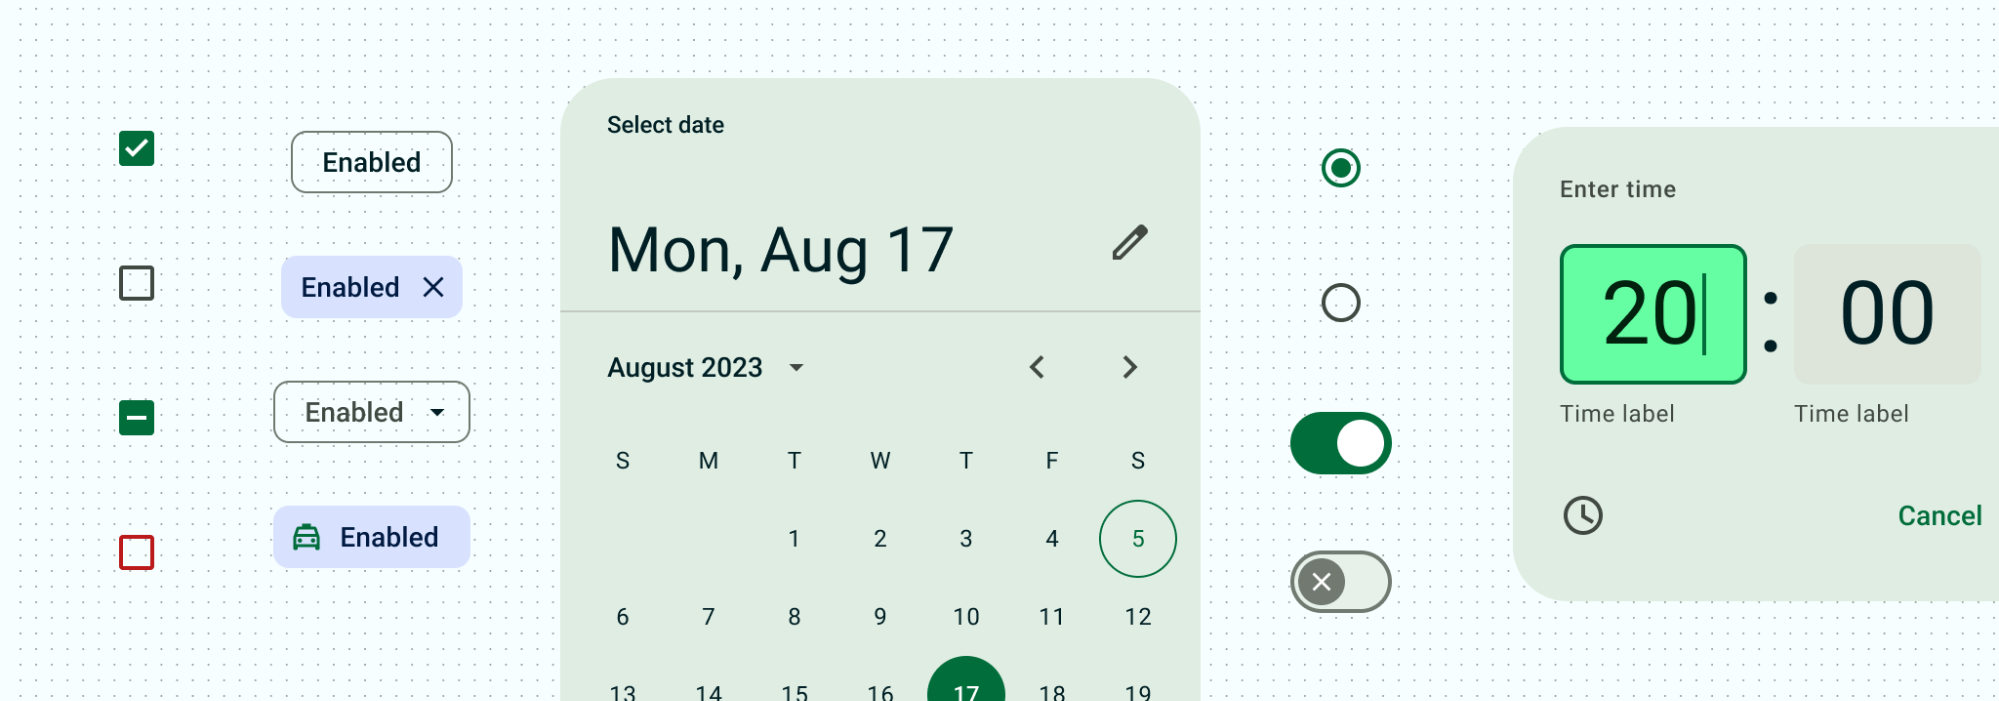 Enabled
Enabled
Enabled
Enabled
Select date
Mon, Aug 17
August 2023
S M T W T F S
1 2 3 4 5
6 7 8 9 10 11 12
13 14 15 16 17 18 19
Enter time
20 : 00
Time label Time label
Cancel